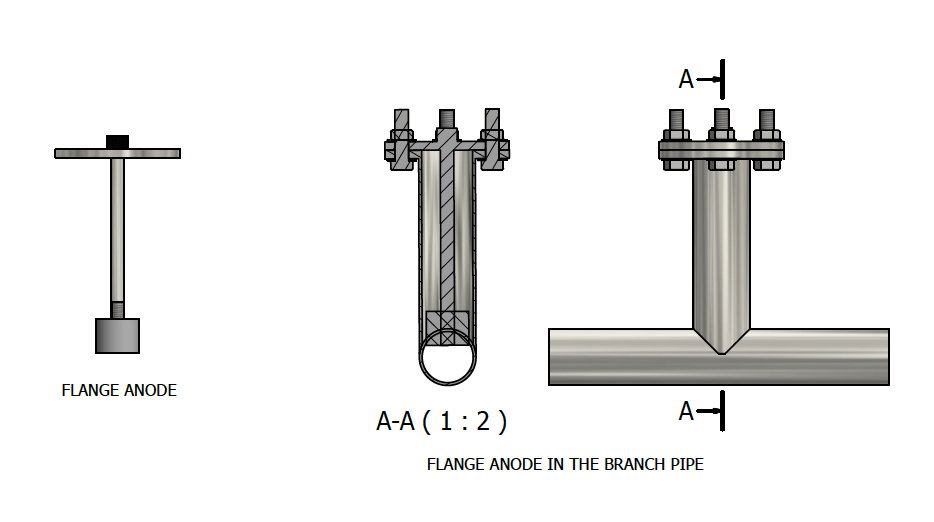 A
A
FLANGE ANODE
A-A ( 1 : 2 )
FLANGE ANODE IN THE BRANCH PIPE